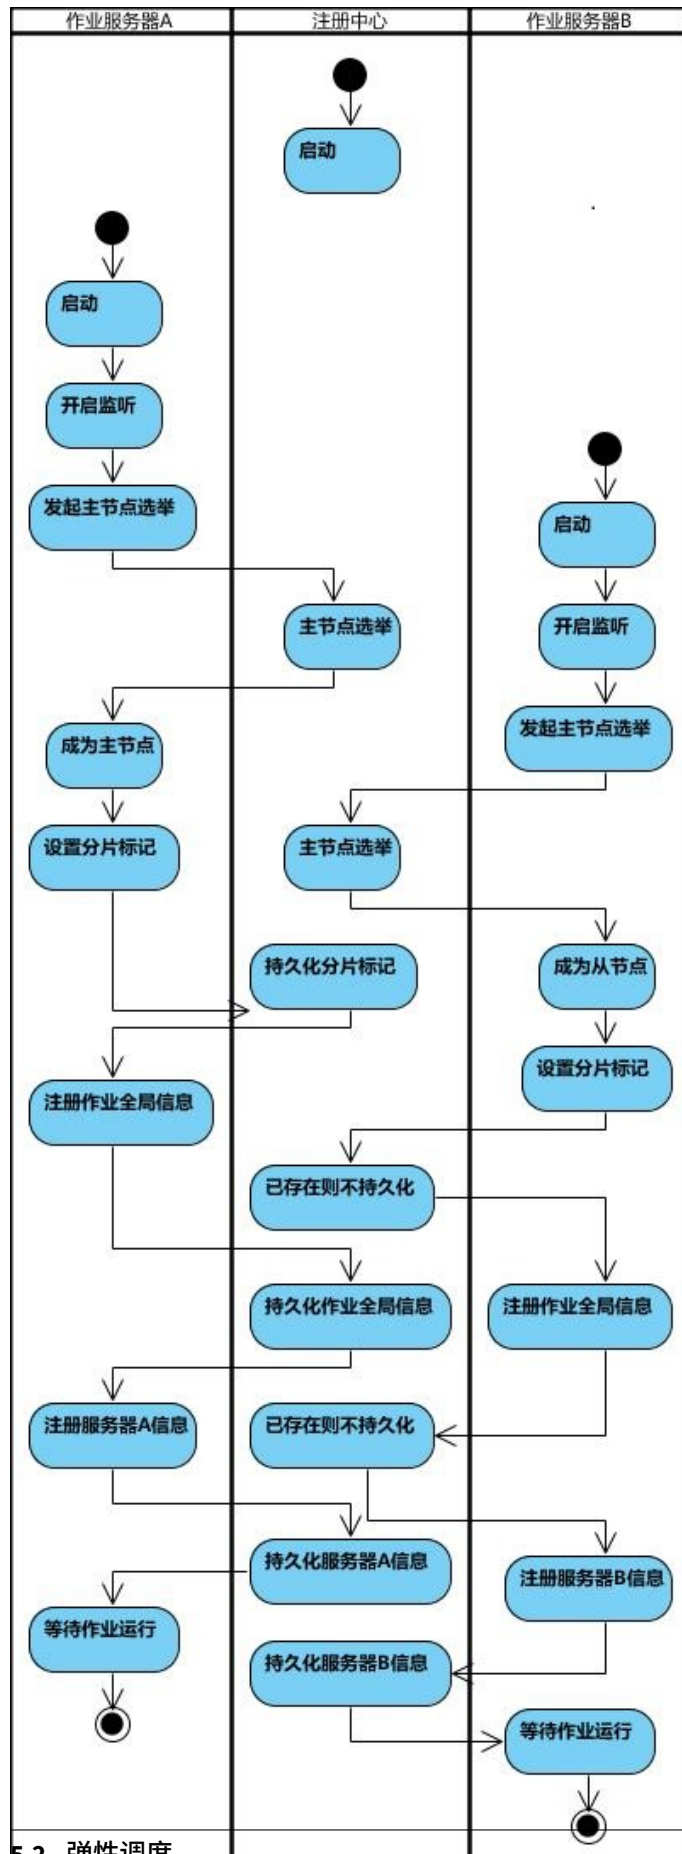 作业服务器A
注册中心
作业服务器B
启动
启动
开启监听
发起主节点选举
启动
主节点选举
开启监听
成为主节点
发起主节点选举
设置分片标记
主节点选举
持久化分片标记
成为从节点
注册作业全局信息
设置分片标记
已存在则不持久化
持久化作业全局信息
注册作业全局信息
注册服务器A信息
已存在则不持久化
持久化服务器A信息
注册服务器B信息
等待作业运行
持久化服务器B信息
等待作业运行
5.2 弹性调度